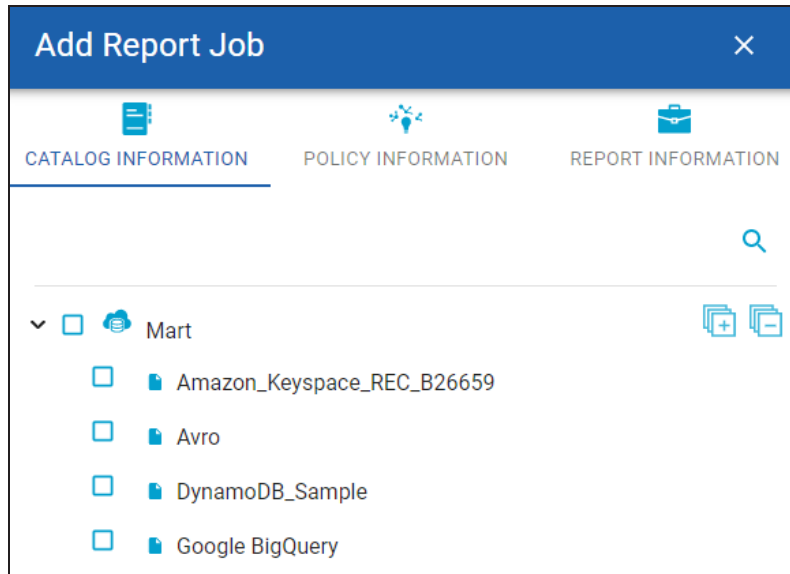 Add Report Job
CATALOG INFORMATION POLICY INFORMATION REPORT INFORMATION
Mart
Amazon_Keyspace_REC_B26659
Avro
DynamoDB_Sample
Google BigQuery